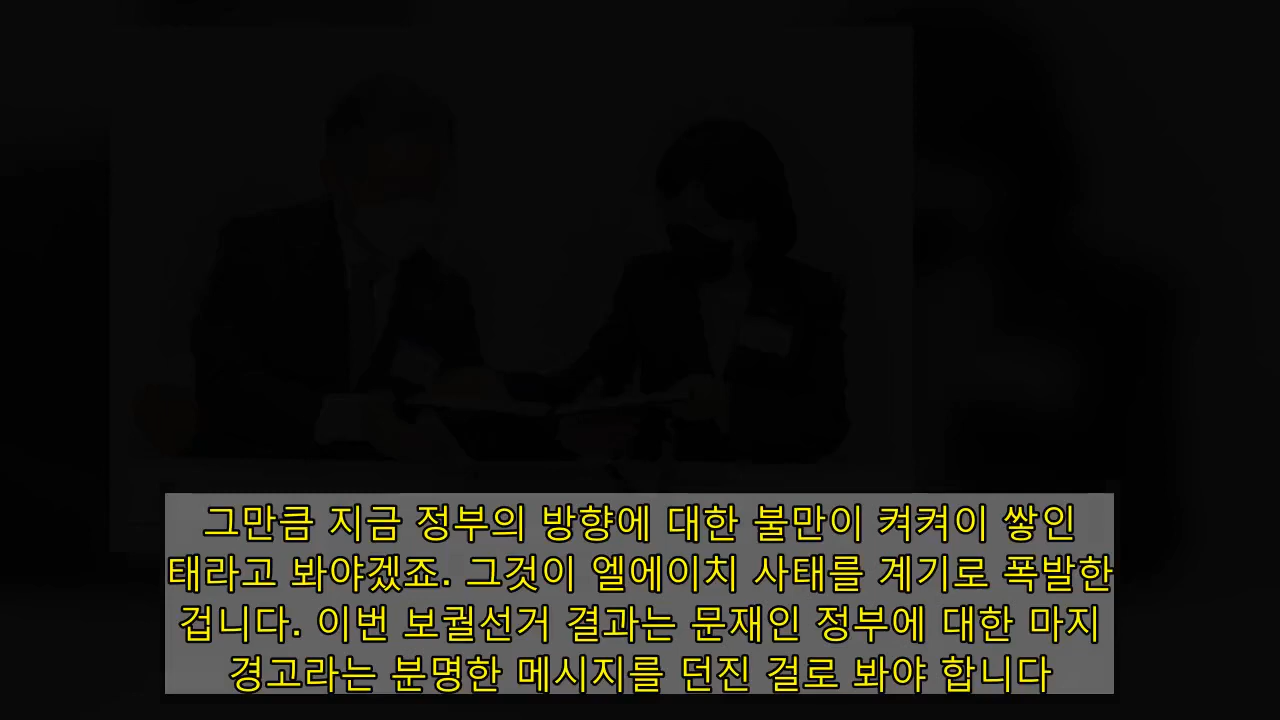 그만큼 지금 정부의 방향에 대한 불만이 켜켜이 쌓인
태라고 봐야겠죠. 그것이 엘에이치 사태를 계기로 폭발한
겁니다. 이번 보궐선거 결과는 문재인 정부에 대한 마지
경고라는 분명한 메시지를 던진 걸로 봐야 합니다